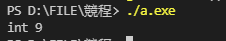 PS D:\FILE\競程> ./a.exe
int 9